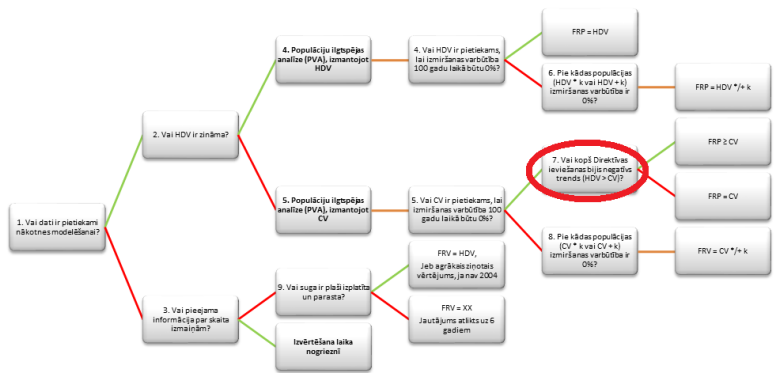 1. Vai dati ir pietiekami
nākotnes modelēšanai?
2. Vai HDV ir zināma?
3. Vai pieejama
informācija par skaita
izmaiņām?
4. Populāciju ilgtspējas
analīze (PVA), izmantojot
HDV
5. Populāciju ilgtspējas
analīze (PVA), izmantojot
CV
9. Vai suga ir plaši izplatīta
un parasta?
Izvērtēšana laika
nogrieznī
4. Vai HDV ir pietiekams,
lai izmiršanas varbūtība
100 gadu laikā būtu 0%?
5. Vai CV ir pietiekams, lai
izmiršanas varbūtība 100
gadu laikā būtu 0%?
FRV = HDV,
Jeb agrākais ziņotais
vērtējums, ja nav 2004
FRV = XX
Jautājums atlikts uz 6
gadiem
FRP = HDV
6. Pie kādas populācijas
(HDV * k vai HDV + k)
izmiršanas varbūtība ir
0%?
7. Vai kopš Direktīvas
ieviešanas bijis negatīvs
trends (HDV > CV)?
8. Pie kādas populācijas
(CV * k vai CV + k)
izmiršanas varbūtība ir
0%?
FRP = HDV */+ k
FRP ≥ CV
FRP = CV
FRV = CV */+ k